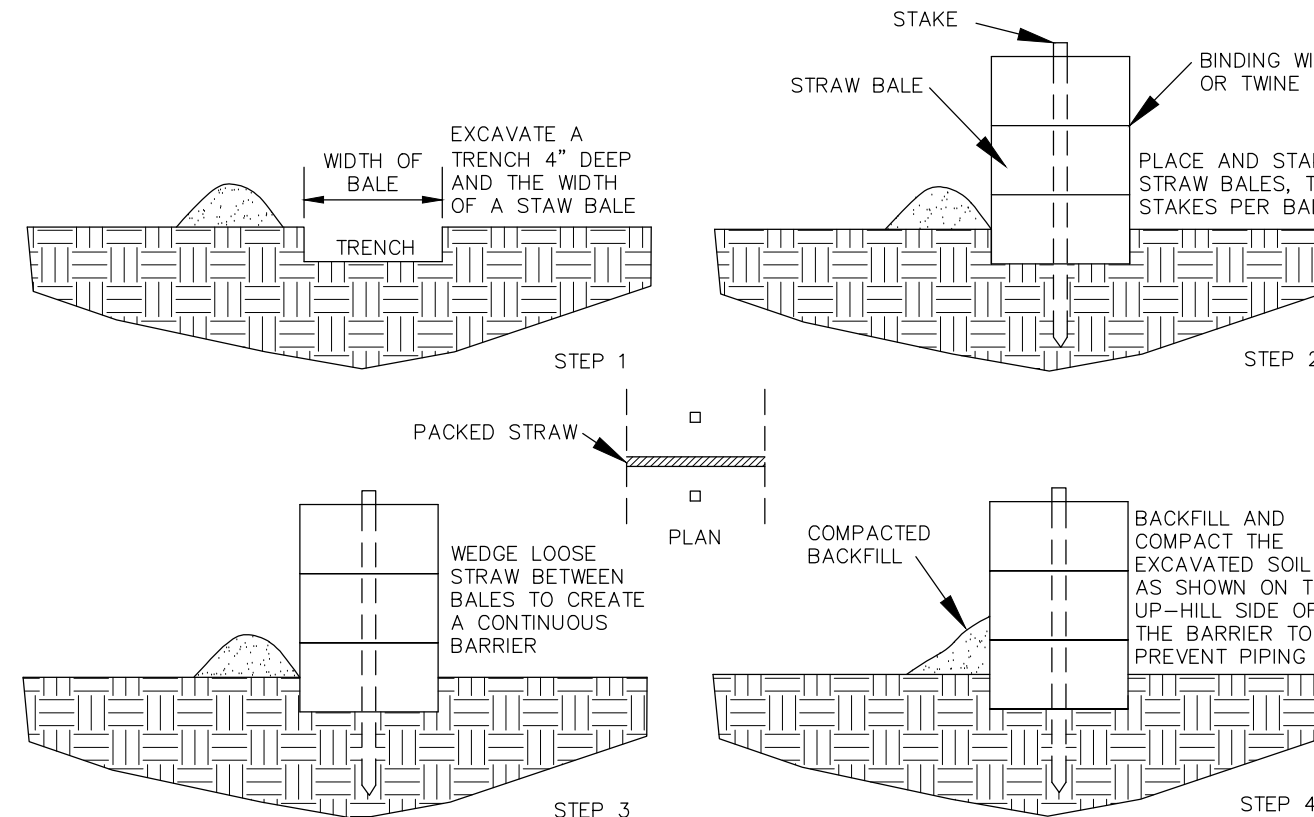 WIDTH OF
BALE
EXCAVATE A
TRENCH 4” DEEP
AND THE WIDTH
OF A STAW BALE
TRENCH
STEP 1
STAKE
STRAW BALE
BINDING
OR TWINE
PLACE AND
STRAW BALES,
STAKES PER
STEP 2
PACKED STRAW
PLAN
WEDGE LOOSE
STRAW BETWEEN
BALES TO CREATE
A CONTINUOUS
BARRIER
STEP 3
COMPACTED
BACKFILL
BACKFILL AND
COMPACT THE
EXCAVATED SOIL
AS SHOWN ON
UP-HILL SIDE OF
THE BARRIER TO
PREVENT PIPING
STEP 4